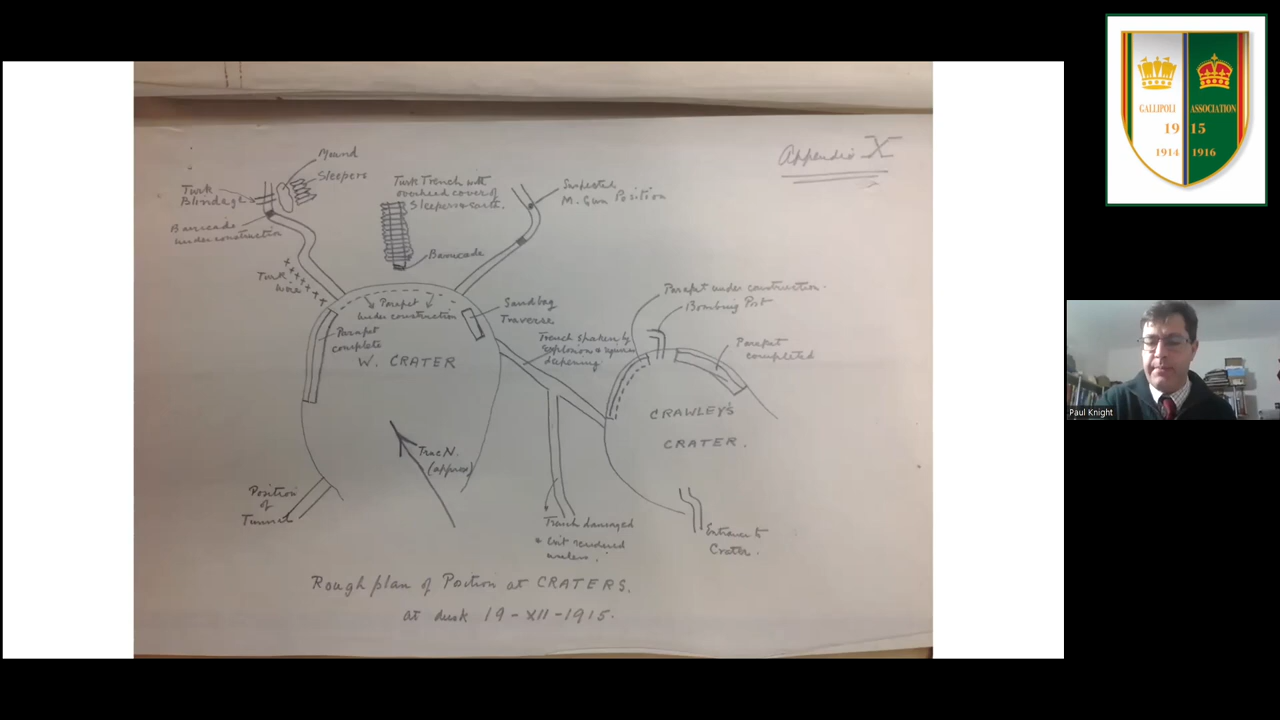 Appendix X
Mound
Sleepers
Turk
Blindage
Barricade
under construction
Turk
wire
Turk Trench with
overhead cover of
Sleepers & earth.
Barricade
Suspected
M. Gun Position
Parapet
under construction
Parapet
complete
W. CRATER
Sandbag
Traverse
Trench shaken by
explosion & requires
deepening
Parapet under construction.
Bombing Post
Parapet
completed
CRAWLEY'S
CRATER.
True N.
(approx)
Position
of
Tunnel
Trench damaged
& exit rendered
useless.
Entrance to
Crater.
Rough plan of Position at CRATERS.
at dusk 19-XII-1915.
GALLIPOLI ASSOCIATION
19 15
1914 1916
Paul Knight